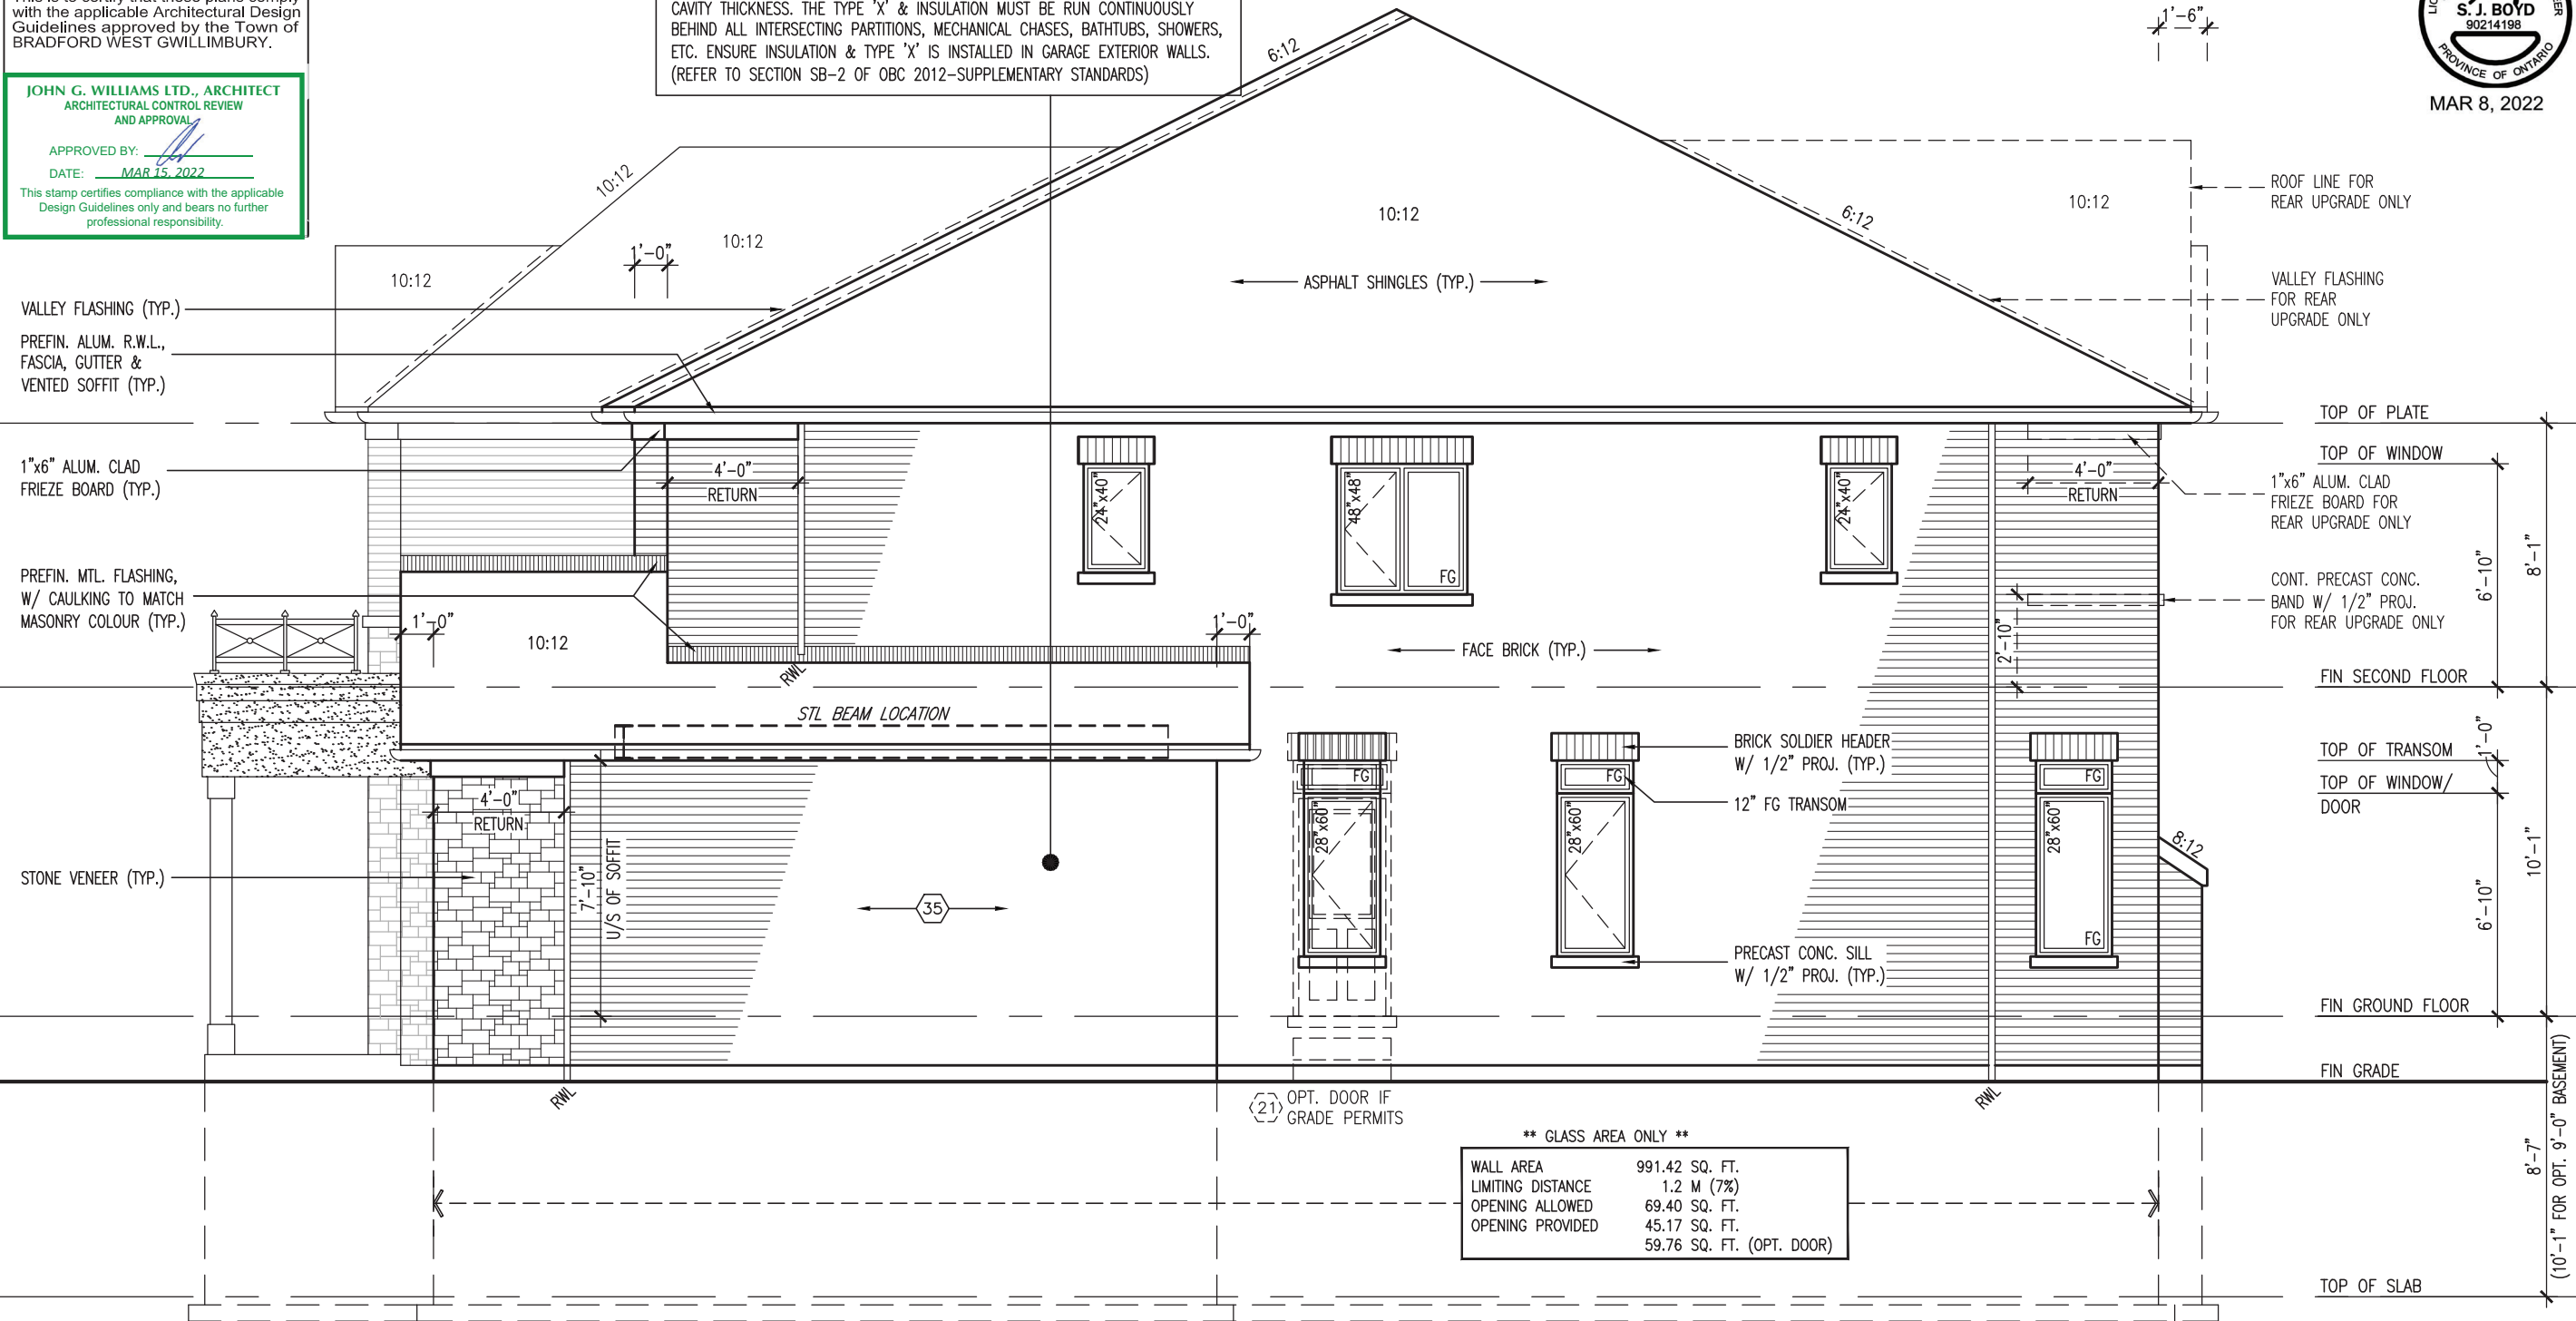 with the applicable Architectural Design
Guidelines approved by the Town of
BRADFORD WEST GWILLIMBURY.
JOHN G. WILLIAMS LTD., ARCHITECT
ARCHITECTURAL CONTROL REVIEW
AND APPROVAL
APPROVED BY:
DATE: MAR 15, 2022
This stamp certifies compliance with the applicable
Design Guidelines only and bears no further
professional responsibility.
CAVITY THICKNESS. THE TYPE 'X' & INSULATION MUST BE RUN CONTINUOUSLY
BEHIND ALL INTERSECTING PARTITIONS, MECHANICAL CHASES, BATHTUBS, SHOWERS,
ETC. ENSURE INSULATION & TYPE 'X' IS INSTALLED IN GARAGE EXTERIOR WALLS.
(REFER TO SECTION SB-2 OF OBC 2012-SUPPLEMENTARY STANDARDS)
1'-6"
S. J. BOYD
90214198
PROVINCE OF ONTARIO
MAR 8, 2022
6:12
10:12
10:12
10:12
10:12
6:12
10:12
1'-0"
ASPHALT SHINGLES (TYP.)
ROOF LINE FOR
REAR UPGRADE ONLY
VALLEY FLASHING
FOR REAR
UPGRADE ONLY
VALLEY FLASHING (TYP.)
PREFIN. ALUM. R.W.L.,
FASCIA, GUTTER &
VENTED SOFFIT (TYP.)
1"x6" ALUM. CLAD
FRIEZE BOARD (TYP.)
PREFIN. MTL. FLASHING,
W/ CAULKING TO MATCH
MASONRY COLOUR (TYP.)
STONE VENEER (TYP.)
4'-0"
RETURN
24"x40"
48"x48"
FG
24"x40"
4'-0"
RETURN
TOP OF PLATE
TOP OF WINDOW
1"x6" ALUM. CLAD
FRIEZE BOARD FOR
REAR UPGRADE ONLY
CONT. PRECAST CONC.
BAND W/ 1/2" PROJ.
FOR REAR UPGRADE ONLY
6'-10"
8'-1"
2'-10"
1'-0"
10:12
1'-0"
RWL
FACE BRICK (TYP.)
FIN SECOND FLOOR
STL BEAM LOCATION
BRICK SOLDIER HEADER
W/ 1/2" PROJ. (TYP.)
12" FG TRANSOM
FG
28"x60"
FG
28"x60"
FG
28"x60"
FG
TOP OF TRANSOM
TOP OF WINDOW/
DOOR
1'-0"
6'-10"
10'-1"
8:12
4'-0"
RETURN
7'-10"
U/S OF SOFFIT
35
PRECAST CONC. SILL
W/ 1/2" PROJ. (TYP.)
FIN GROUND FLOOR
FIN GRADE
RWL
21
OPT. DOOR IF
GRADE PERMITS
RWL
** GLASS AREA ONLY **
WALL AREA 991.42 SQ. FT.
LIMITING DISTANCE 1.2 M (7%)
OPENING ALLOWED 69.40 SQ. FT.
OPENING PROVIDED 45.17 SQ. FT.
59.76 SQ. FT. (OPT. DOOR)
8'-7"
(10'-1" FOR OPT. 9'-0" BASEMENT)
TOP OF SLAB